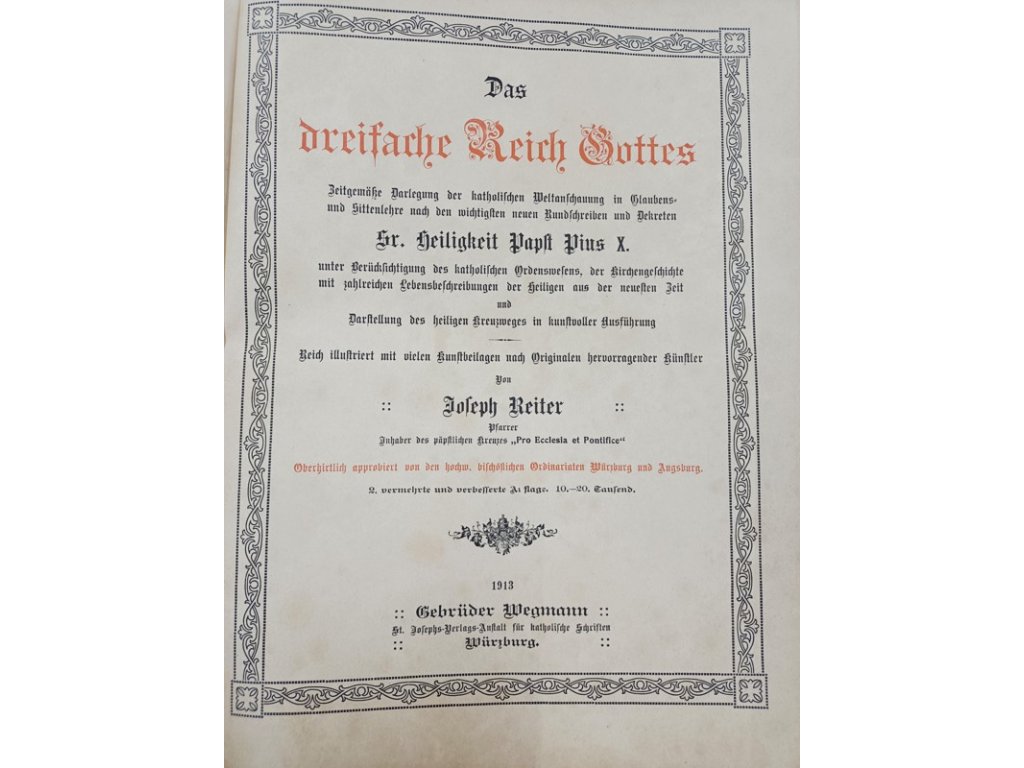 Das
dreifache Reich Gottes
Zeitgemäße Darlegung der katholischen Weltanschauung in Glaubens-
und Sittenlehre nach den wichtigsten neuen Rundschreiben und Dekreten
Sr. Heiligkeit Papst Pius X.
unter Berücksichtigung des katholischen Ordenswesens, der Kirchengeschichte
mit zahlreichen Lebensbeschreibungen der Heiligen aus der neuesten Zeit
und
Darstellung des heiligen Kreuzweges in kunstvoller Ausführung
Reich illustriert mit vielen Kunstbeilagen nach Originalen hervorragender Künstler
Von
:: Joseph Reiter ::
Pfarrer
Inhaber des päpstlichen Kreuzes „Pro Ecclesia et Pontifice“
Oberhirtlich approbiert von den hochw. bischöflichen Ordinariaten Würzburg und Augsburg.
2. vermehrte und verbesserte Auflage. 10.–20. Tausend.
1913
:: Gebrüder Wegmann ::
St. Josephs-Verlags-Anstalt für katholische Schriften
:: Würzburg. ::